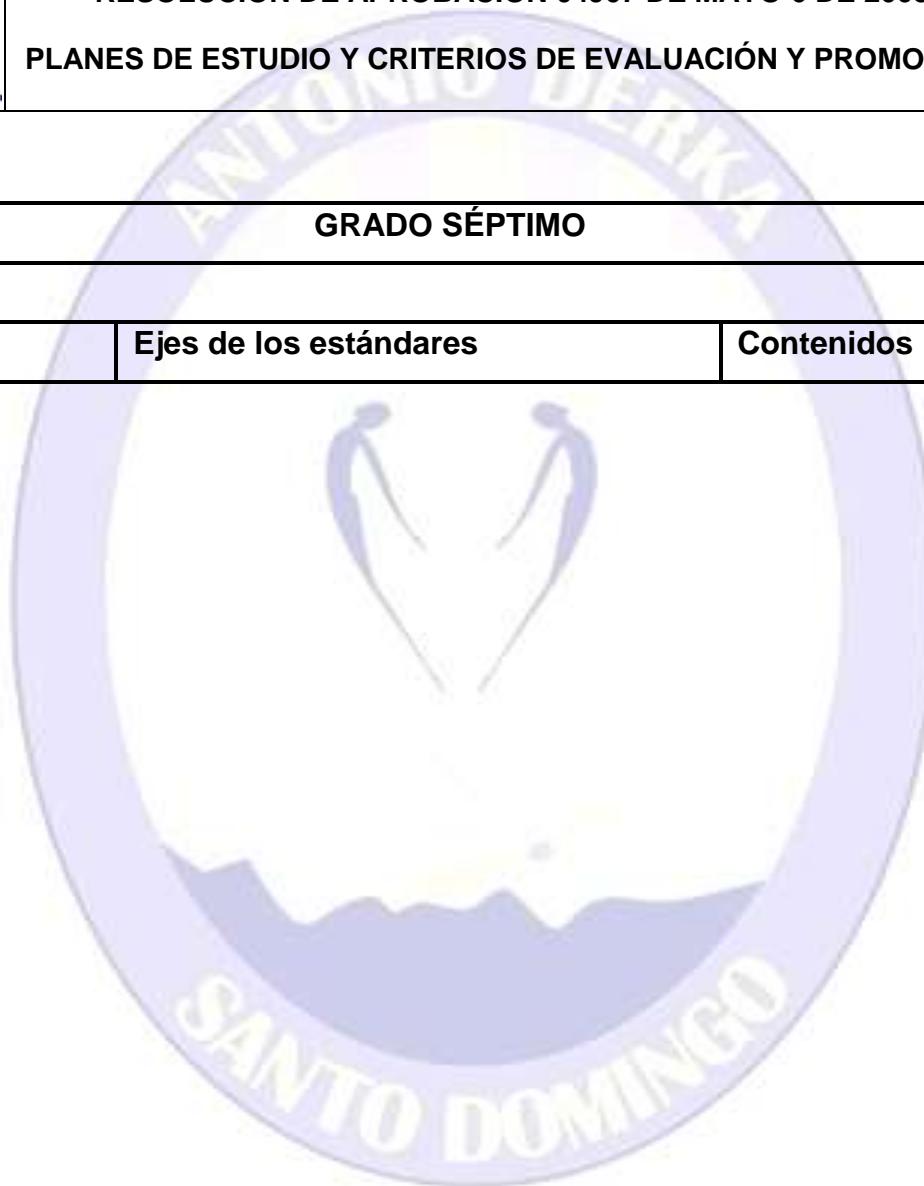 PLANES DE ESTUDIO Y CRITERIOS DE EVALUACIÓN Y PROMO
ANTONIO DERKA
GRADO SÉPTIMO
Ejes de los estándares Contenidos
SANTO DOMINGO